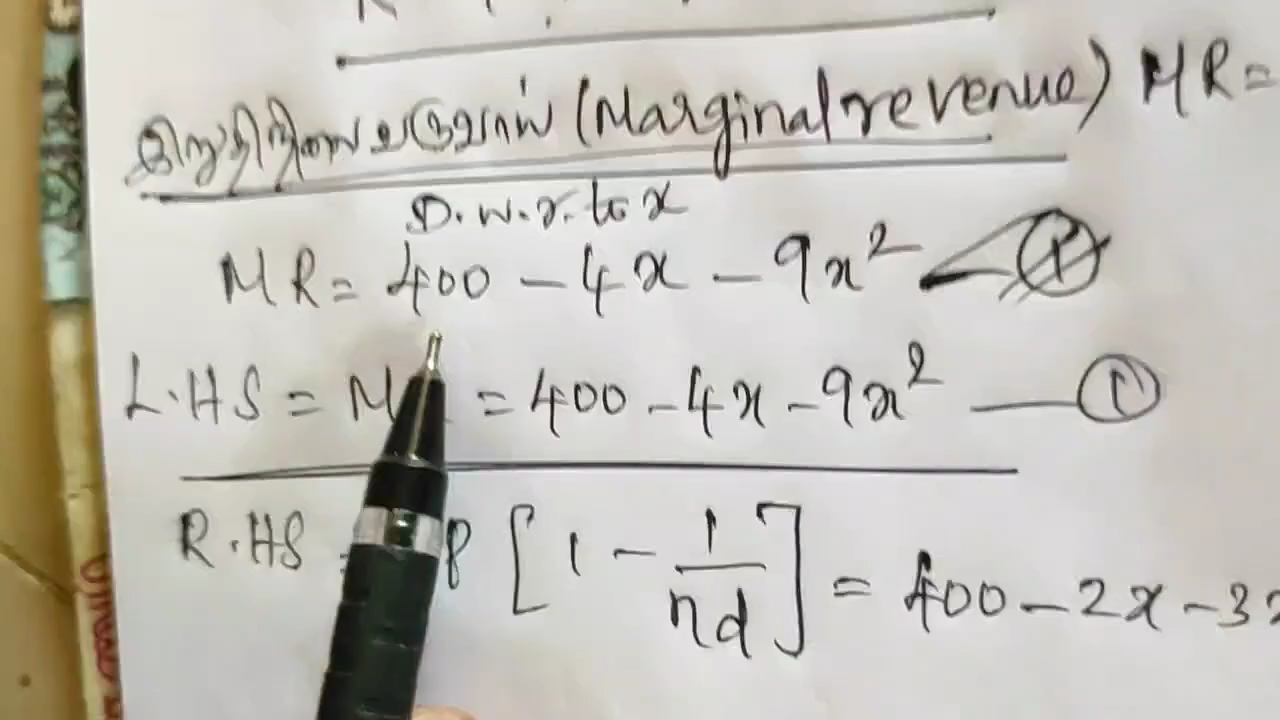 இறுதிநிலை வருவாய் (Marginal revenue) MR =
D.w.r. to x
MR = 400 - 4x - 9x²
L.HS = M = 400 - 4x - 9x² — ①
R.HS = p [1 - 1/ηd] = 400 - 2x - 3